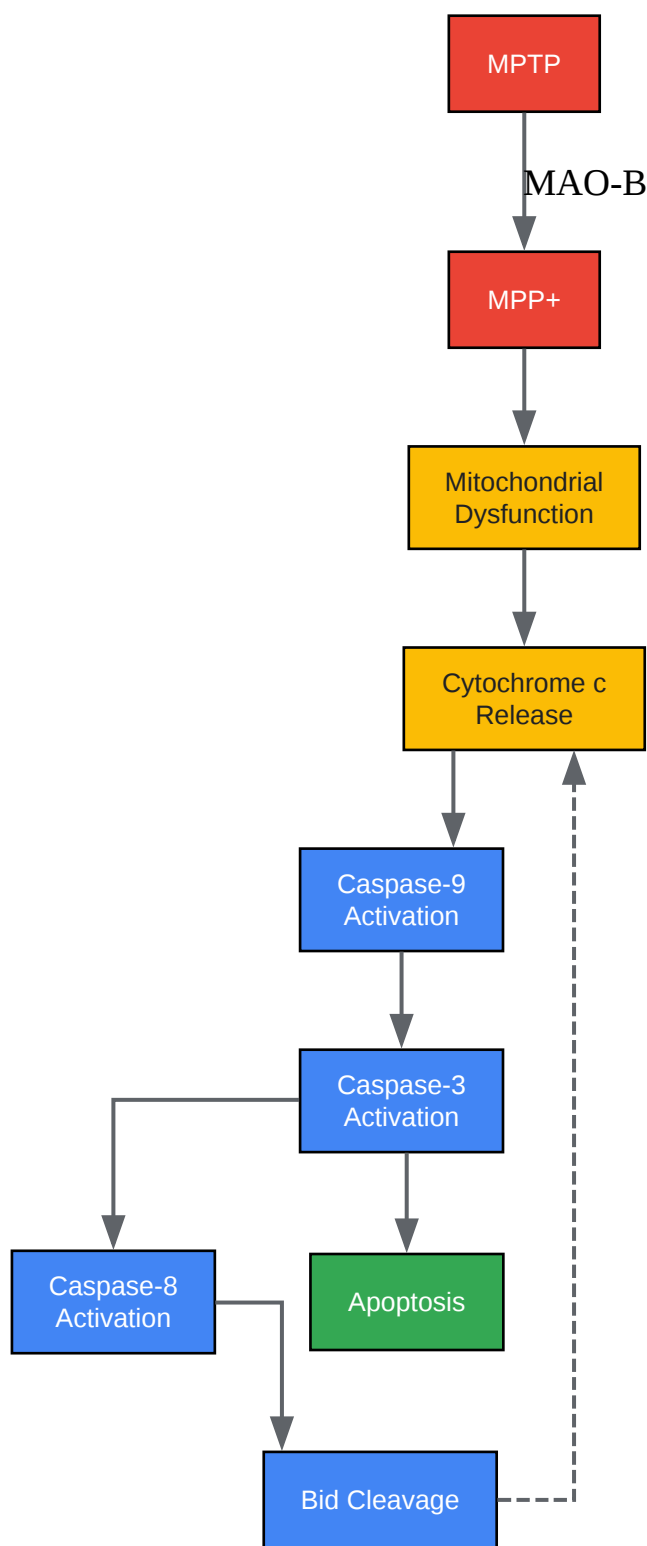 MPTP
MAO-B
MPP+
Mitochondrial
Dysfunction
Cytochrome c
Release
Caspase-9
Activation
Caspase-3
Activation
Caspase-8
Activation
Apoptosis
Bid Cleavage